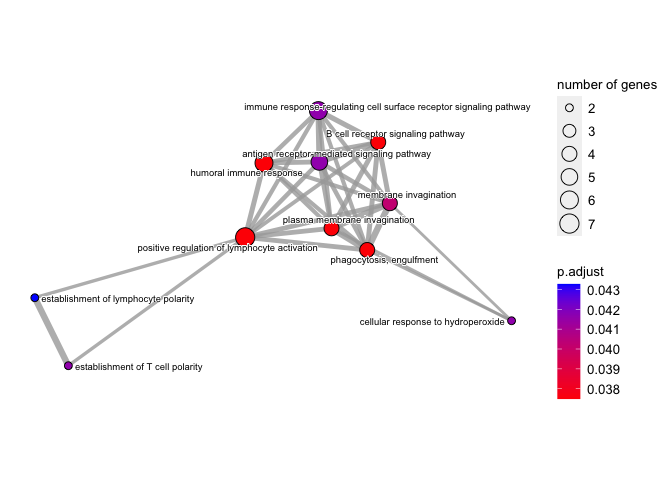 number of genes
2
3
4
5
6
7
immune response-regulating cell surface receptor signaling pathway
B cell receptor signaling pathway
antigen receptor-mediated signaling pathway
humoral immune response
membrane invagination
plasma membrane invagination
positive regulation of lymphocyte activation
phagocytosis, engulfment
establishment of lymphocyte polarity
cellular response to hydroperoxide
establishment of T cell polarity
p.adjust
0.043
0.042
0.041
0.040
0.039
0.038